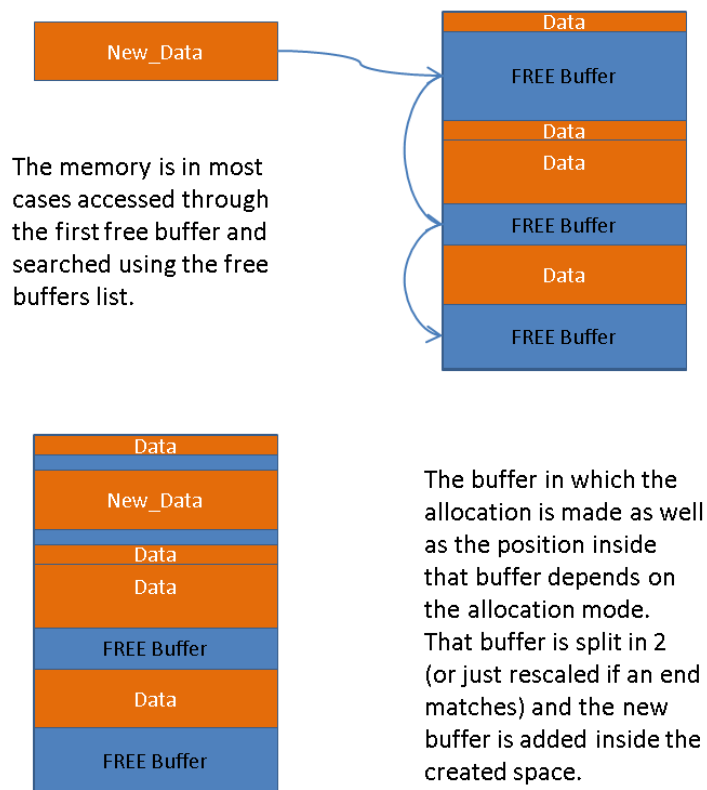 New_Data
Data
FREE Buffer
Data
Data
FREE Buffer
Data
FREE Buffer
The memory is in most
cases accessed through
the first free buffer and
searched using the free
buffers list.
Data
New_Data
Data
Data
FREE Buffer
Data
FREE Buffer
The buffer in which the
allocation is made as well
as the position inside
that buffer depends on
the allocation mode.
That buffer is split in 2
(or just rescaled if an end
matches) and the new
buffer is added inside the
created space.